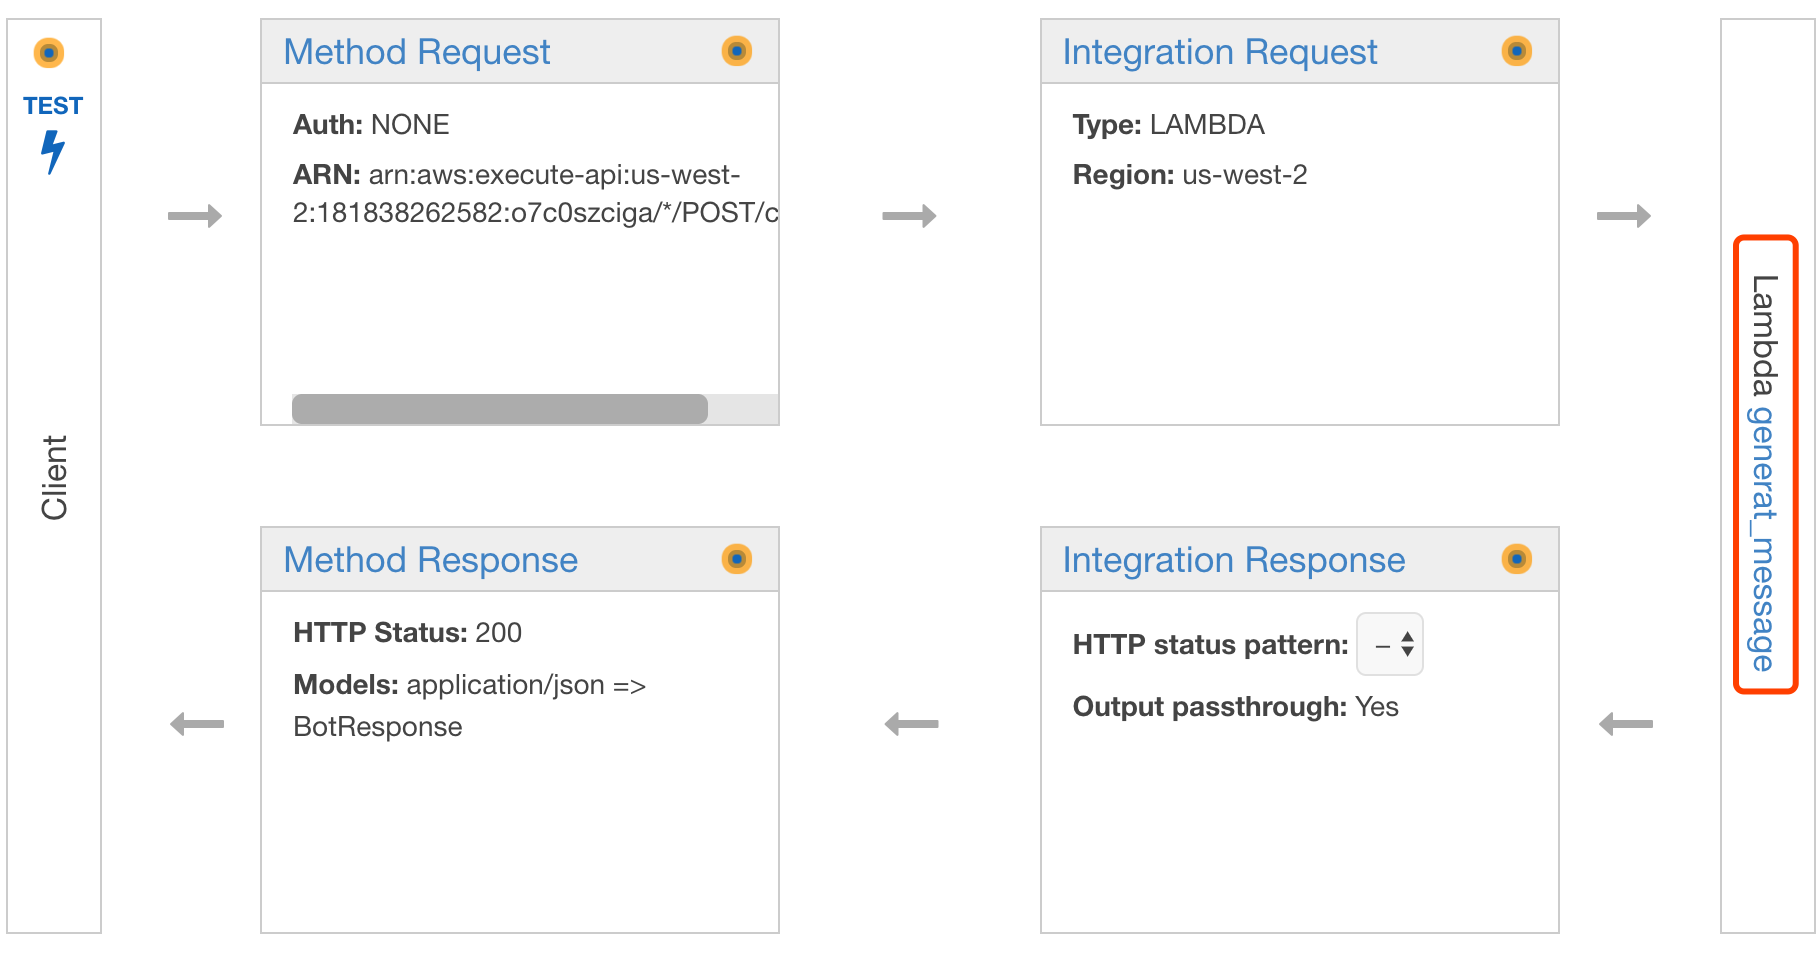 TEST
Client
Method Request
Auth: NONE
ARN: arn:aws:execute-api:us-west-
2:181838262582:o7c0szciga/*/POST/c
Integration Request
Type: LAMBDA
Region: us-west-2
Lambda generat_message
Method Response
HTTP Status: 200
Models: application/json =>
BotResponse
Integration Response
HTTP status pattern: –
Output passthrough: Yes